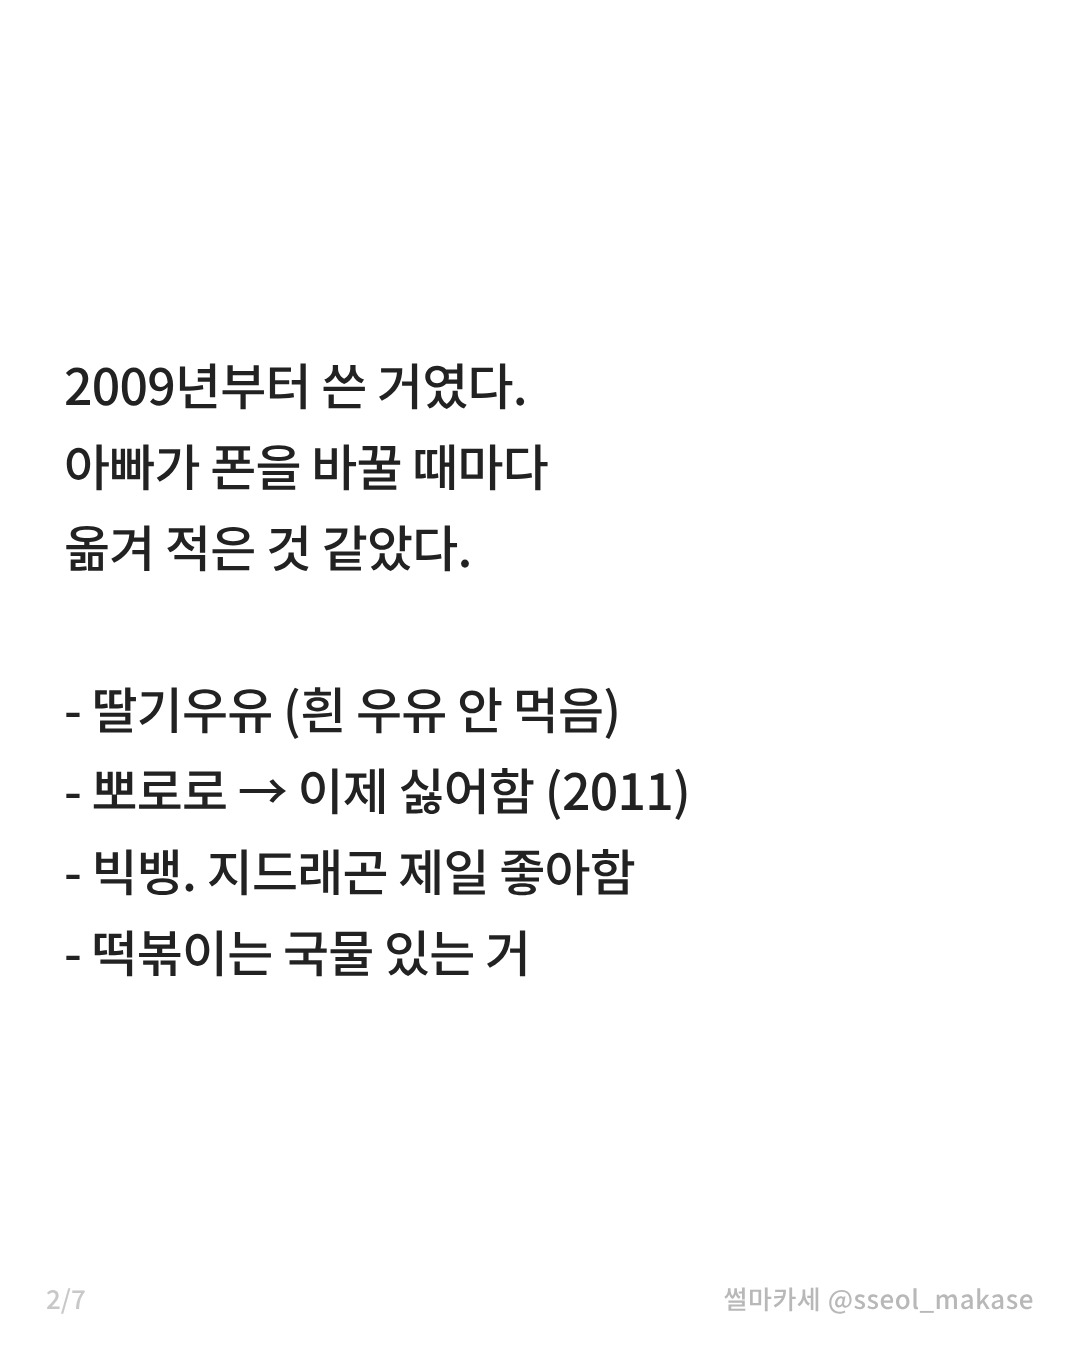 2009년부터 쓴 거였다.
아빠가 폰을 바꿀 때마다
옮겨 적은 것 같았다.
- 딸기우유 (흰 우유 안 먹음)
- 뽀로로 → 이제 싫어함 (2011)
- 빅뱅. 지드래곤 제일 좋아함
- 떡볶이는 국물 있는 거
2/7
썰마카세 @sseol_makase